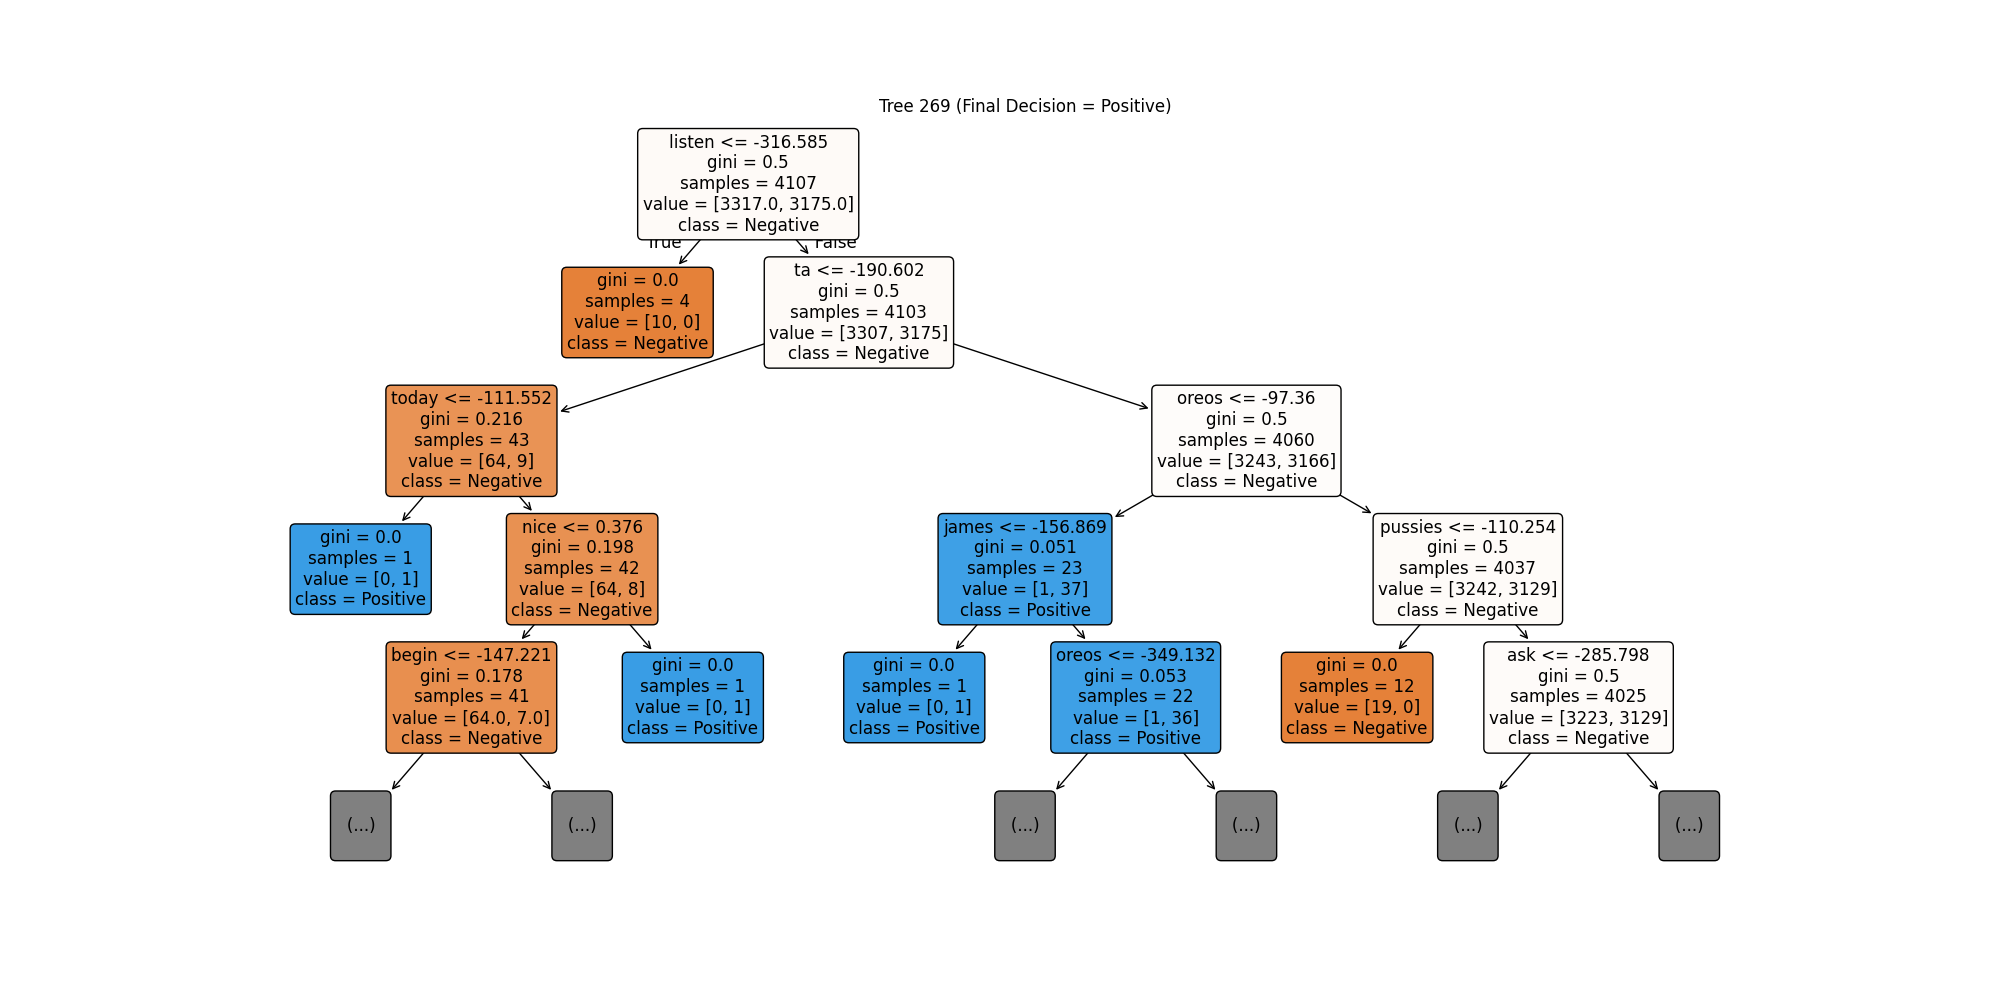 Tree 269 (Final Decision = Positive)
listen <= -316.585
gini = 0.5
samples = 4107
value = [3317.0, 3175.0]
class = Negative
True
False
gini = 0.0
samples = 4
value = [10, 0]
class = Negative
ta <= -190.602
gini = 0.5
samples = 4103
value = [3307, 3175]
class = Negative
today <= -111.552
gini = 0.216
samples = 43
value = [64, 9]
class = Negative
oreos <= -97.36
gini = 0.5
samples = 4060
value = [3243, 3166]
class = Negative
gini = 0.0
samples = 1
value = [0, 1]
class = Positive
nice <= 0.376
gini = 0.198
samples = 42
value = [64, 8]
class = Negative
james <= -156.869
gini = 0.051
samples = 23
value = [1, 37]
class = Positive
pussies <= -110.254
gini = 0.5
samples = 4037
value = [3242, 3129]
class = Negative
begin <= -147.221
gini = 0.178
samples = 41
value = [64.0, 7.0]
class = Negative
gini = 0.0
samples = 1
value = [0, 1]
class = Positive
gini = 0.0
samples = 1
value = [0, 1]
class = Positive
oreos <= -349.132
gini = 0.053
samples = 22
value = [1, 36]
class = Positive
gini = 0.0
samples = 12
value = [19, 0]
class = Negative
ask <= -285.798
gini = 0.5
samples = 4025
value = [3223, 3129]
class = Negative
(...)
(...)
(...)
(...)
(...)
(...)